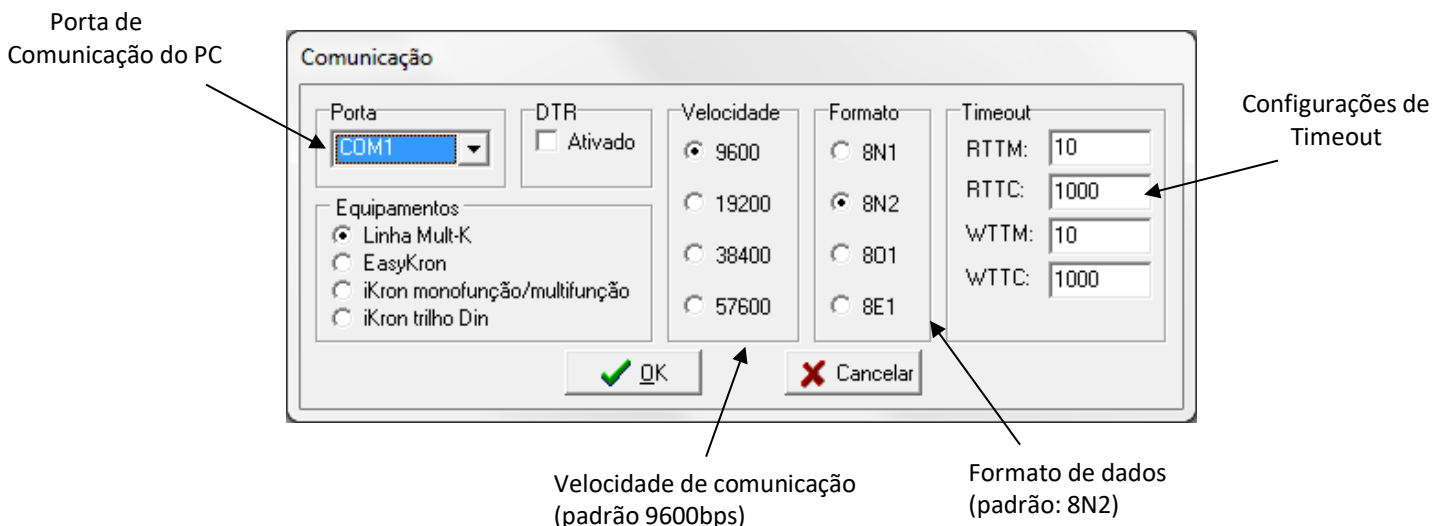 Porta de
Comunicação do PC
Comunicação
Porta
COM1
DTR
Ativado
Equipamentos
Linha Mult-K
EasyKron
iKron monofunção/multifunção
iKron trilho Din
Velocidade
9600
19200
38400
57600
Formato
8N1
8N2
8O1
8E1
Timeout
RTTM: 10
RTTC: 1000
WTTM: 10
WTTC: 1000
OK
Cancelar
Configurações de
Timeout
Velocidade de comunicação
(padrão 9600bps)
Formato de dados
(padrão: 8N2)